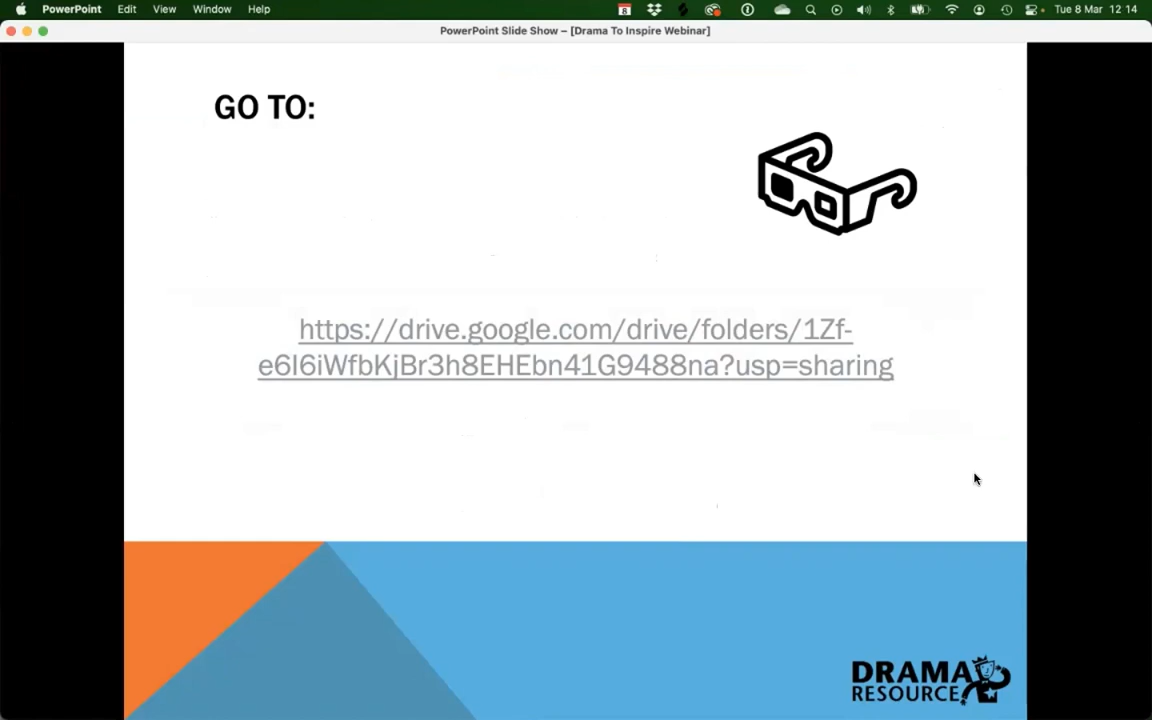 PowerPoint Edit View Window Help 8 Tue 8 Mar 12 14
PowerPoint Slide Show – [Drama To Inspire Webinar]
GO TO:
https://drive.google.com/drive/folders/1Zf-
e6I6iWfbKjBr3h8EHEbn41G9488na?usp=sharing
DRAMA
RESOURCE